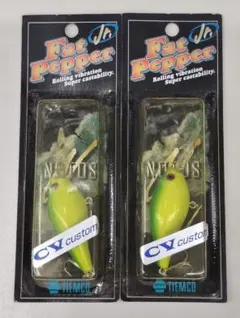 Fat Pepper Jr.
Rolling vibration
Super castability.
CV custom
TIEMCO
Fat Pepper Jr.
Rolling vibration
Super castability.
CV custom
TIEMCO